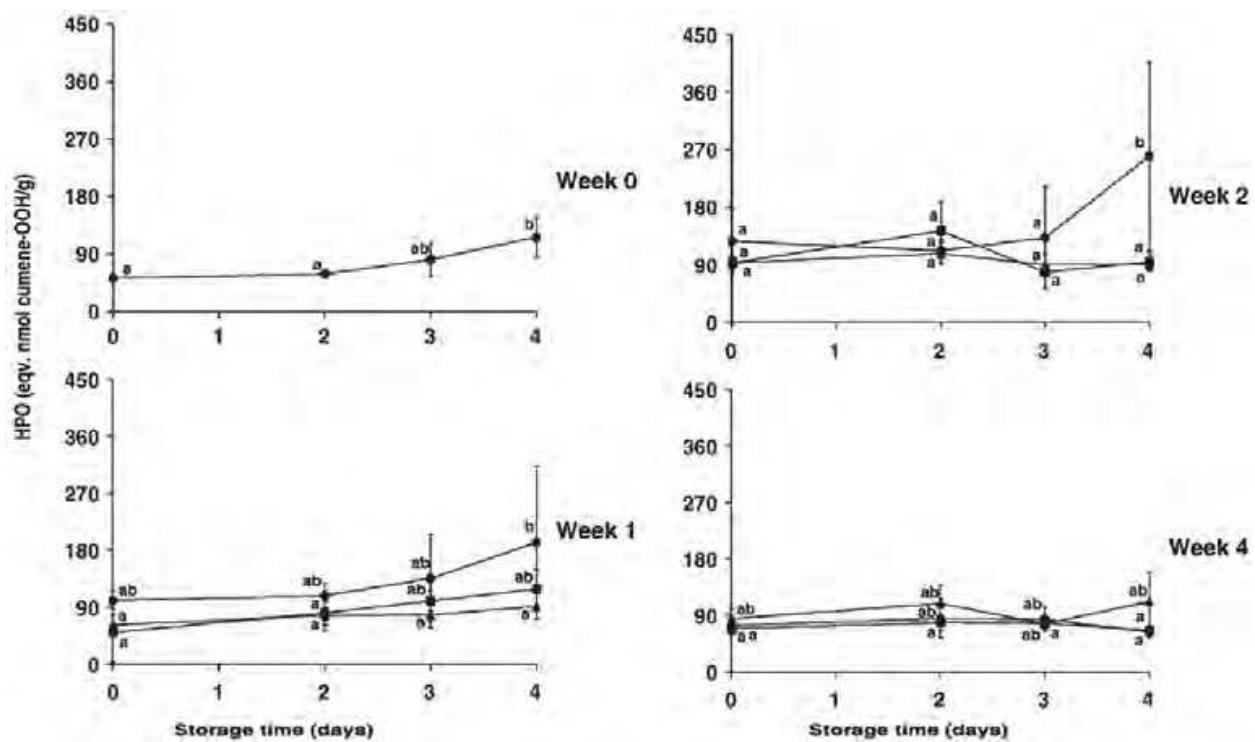 HPO (eqv. nmol cumene-OOH/g)
450
360
270
180
90
0
a
a
ab
b
0 1 2 3 4
Week 0
450
360
270
180
90
0
a
a
a
a
a
a
a
a
a
b
a
a
0 1 2 3 4
Week 2
450
360
270
180
90
0
ab
a
a
ab
a
a
ab
ab
a
b
ab
a
0 1 2 3 4
Week 1
Storage time (days)
450
360
270
180
90
0
ab
a a
ab
ab
a
ab
ab a
ab
a
a
0 1 2 3 4
Week 4
Storage time (days)